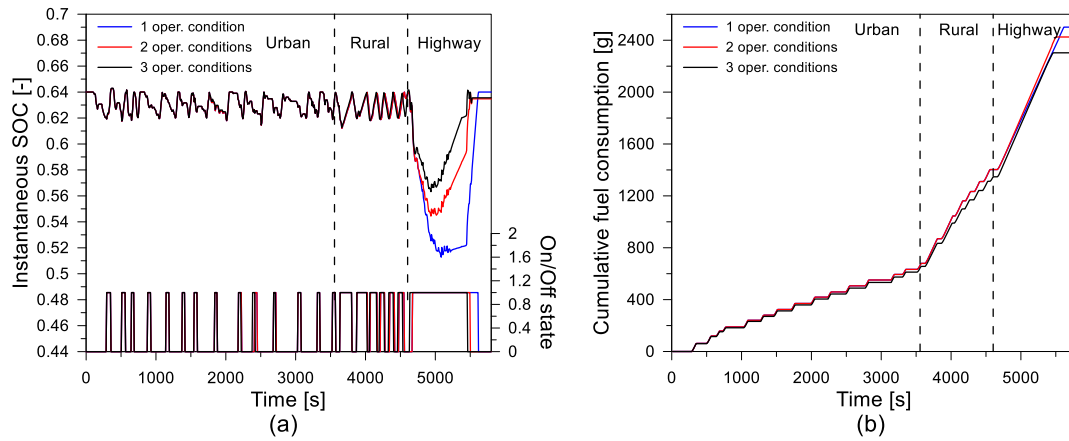 0.7
0.68
0.66
0.64
0.62
0.6
0.58
0.56
0.54
0.52
0.5
0.48
0.46
0.44
Instantaneous SOC [-]
1 oper. condition
2 oper. conditions
3 oper. conditions
Urban
Rural
Highway
2
1.6
1.2
0.8
0.4
0
On/Off state
0
1000
2000
3000
4000
5000
Time [s]
(a)
2400
2000
1600
1200
800
400
0
Cumulative fuel consumption [g]
1 oper. condition
2 oper. conditions
3 oper. conditions
Urban
Rural
Highway
0
1000
2000
3000
4000
5000
Time [s]
(b)